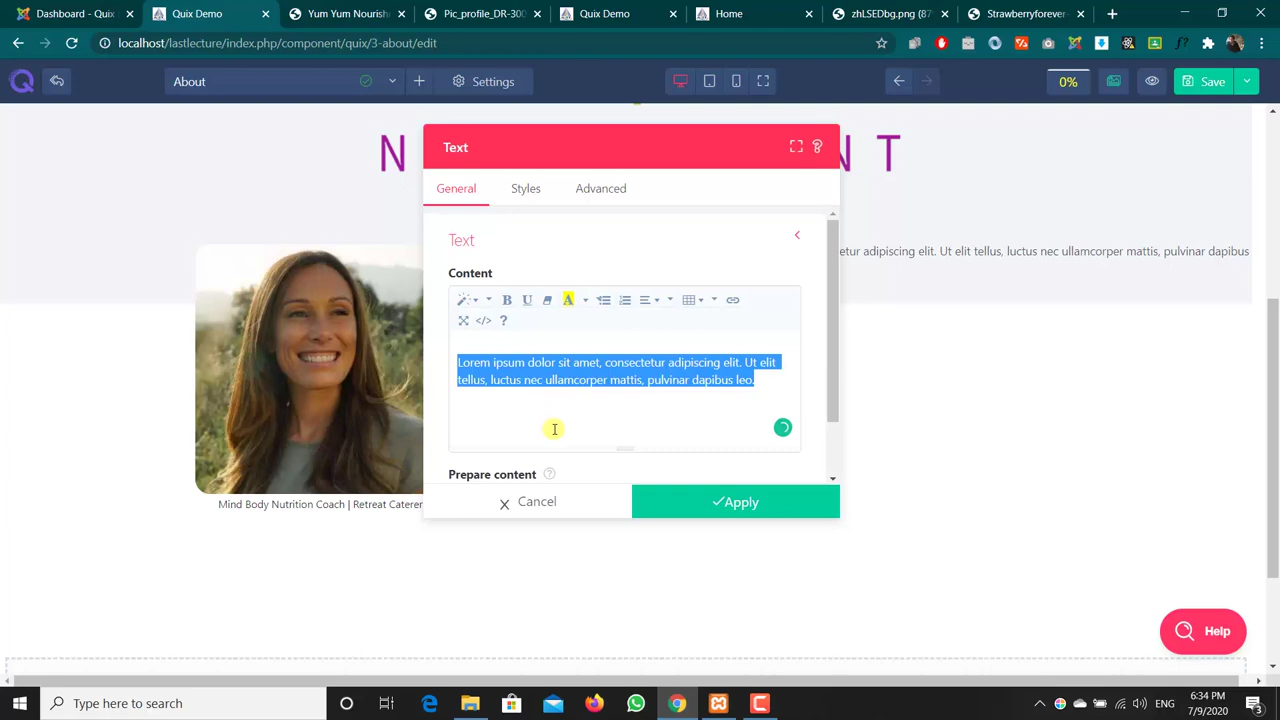 Dashboard - Quix
Quix Demo
Yum Yum Nourish
Pic_profile_DR-300
Quix Demo
Home
zhLSEDbg.png (87
Strawberryforever-
localhost/lastlecture/index.php/component/quix/3-about/edit
About
Settings
0%
Save
N
N T
Text
General
Styles
Advanced
Text
Content
etur adipiscing elit. Ut elit tellus, luctus nec ullamcorper mattis, pulvinar dapibus
B U A
</> ?
Lorem ipsum dolor sit amet, consectetur adipiscing elit. Ut elit
tellus, luctus nec ullamcorper mattis, pulvinar dapibus leo.
Prepare content ?
Cancel
Apply
Mind Body Nutrition Coach | Retreat Caterer
Help
Type here to search
6:34 PM
7/9/2020
3